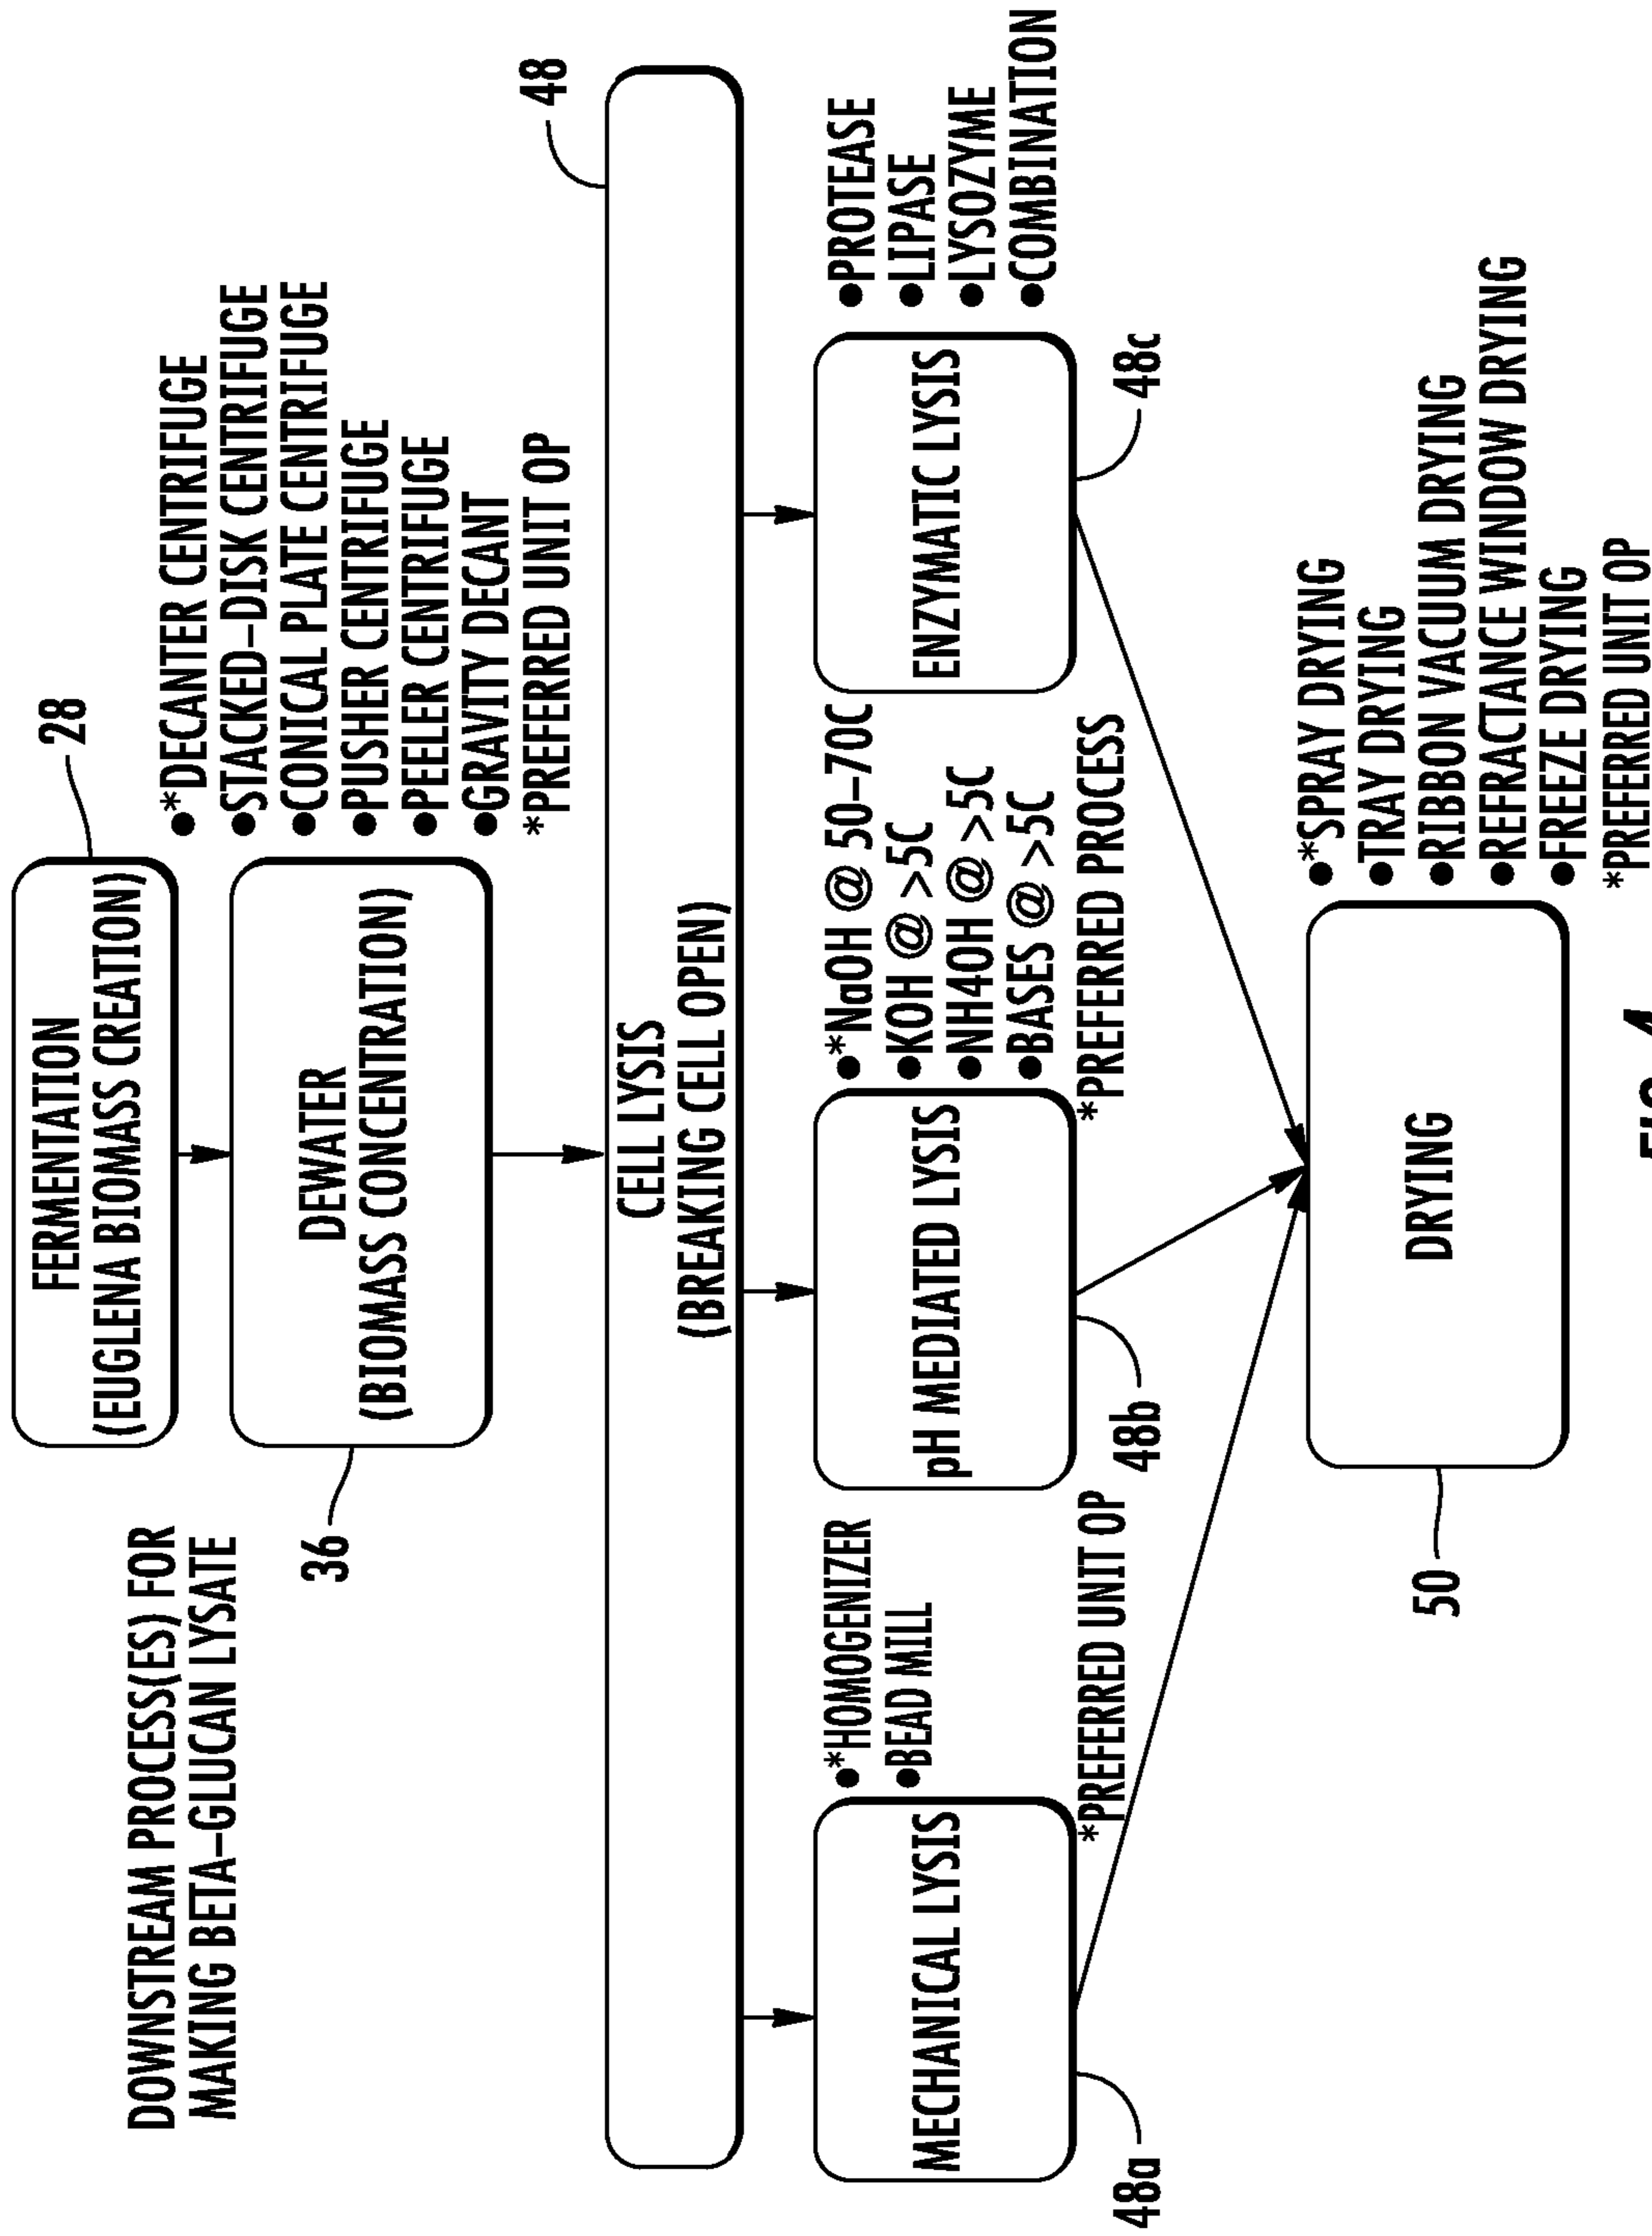 DOWNSTREAM PROCESS(ES) FOR
MAKING BETA-GLUCAN LYSATE
FERMENTATION
(EUGLENA BIOMASS CREATION)
28
DEWATER
(BIOMASS CONCENTRATION)
36
●*DECANTER CENTRIFUGE
●STACKED-DISK CENTRIFUGE
●CONICAL PLATE CENTRIFUGE
●PUSHER CENTRIFUGE
●PEELER CENTRIFUGE
●GRAVITY DECANT
*PREFERRED UNIT OP
48
CELL LYSIS
(BREAKING CELL OPEN)
MECHANICAL LYSIS
48a
●*HOMOGENIZER
●BEAD MILL
*PREFERRED UNIT OP
pH MEDIATED LYSIS
48b
●*NaOH @ 50-70C
●KOH @ >5C
●NH4OH @ >5C
●BASES @ >5C
*PREFERRED PROCESS
ENZYMATIC LYSIS
48c
●PROTEASE
●LIPASE
●LYSOZYME
●COMBINATION
DRYING
50
●*SPRAY DRYING
●TRAY DRYING
●RIBBON VACUUM DRYING
●REFRACTANCE WINDOW DRYING
●FREEZE DRYING
*PREFERRED UNIT OP